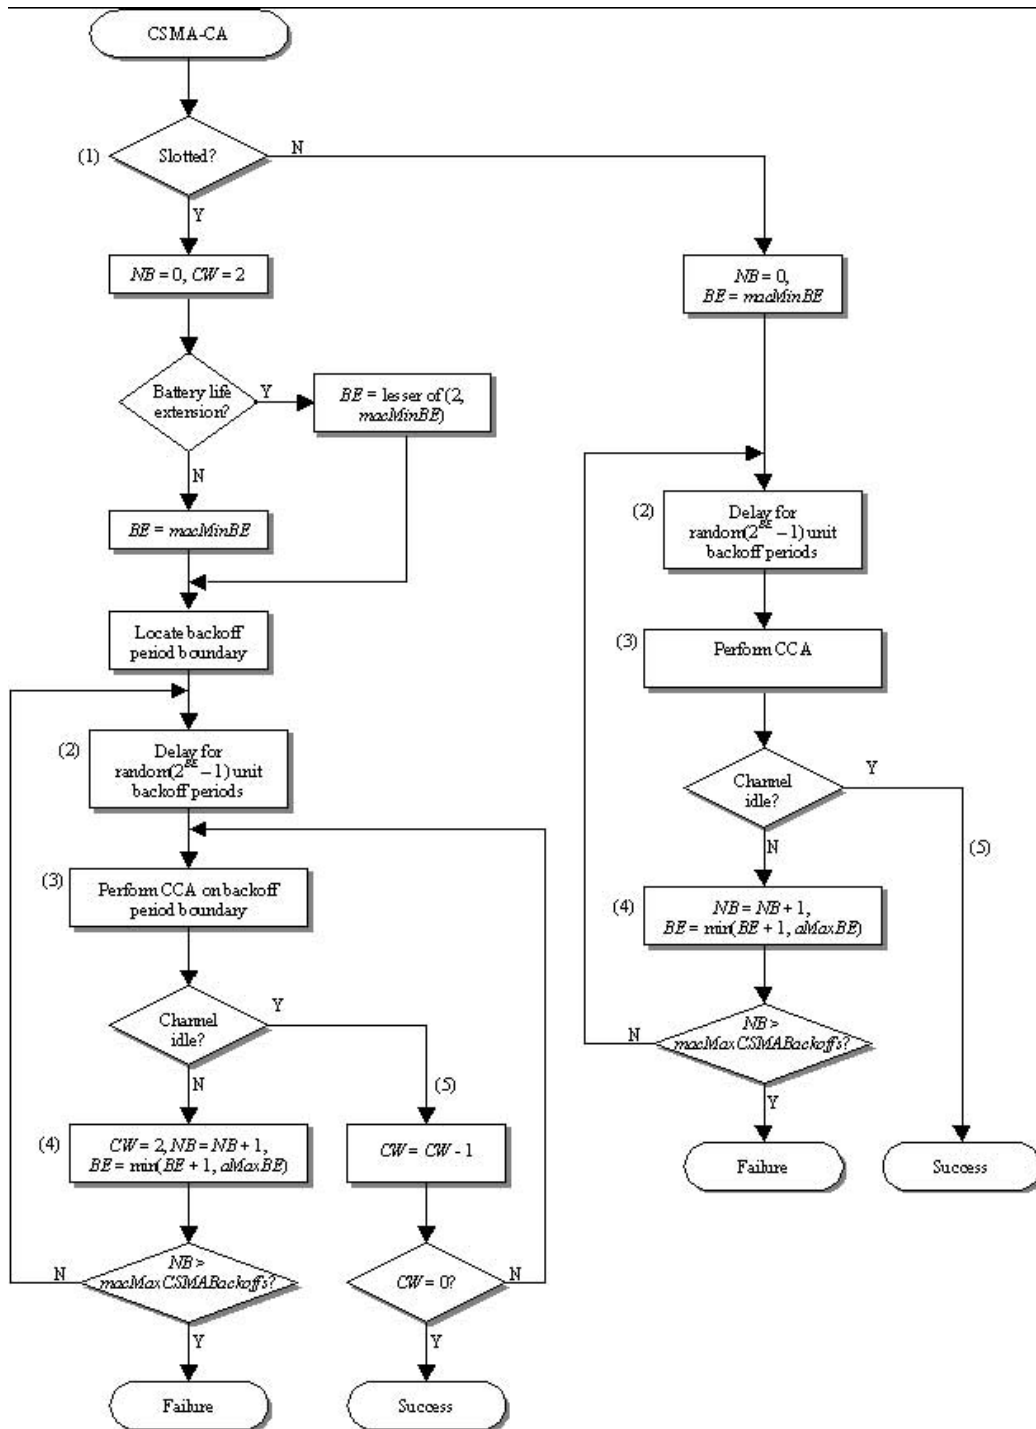 CSMA-CA
(1)
Slotted?
N
Y
NB = 0, CW = 2
Battery life
extension?
Y
BE = lesser of (2,
macMinBE)
N
BE = macMinBE
Locate backoff
period boundary
(2)
Delay for
random(2^BE – 1) unit
backoff periods
(3)
Perform CCA on backoff
period boundary
Channel
idle?
Y
N
(5)
(4)
CW = 2, NB = NB + 1,
BE = min(BE + 1, aMaxBE)
CW = CW - 1
NB >
macMaxCSMABackoffs?
N
Y
CW = 0?
N
Y
Failure
Success
NB = 0,
BE = macMinBE
(2)
Delay for
random(2^BE – 1) unit
backoff periods
(3)
Perform CCA
Channel
idle?
Y
N
(5)
(4)
NB = NB + 1,
BE = min(BE + 1, aMaxBE)
NB >
macMaxCSMABackoffs?
N
Y
Failure
Success